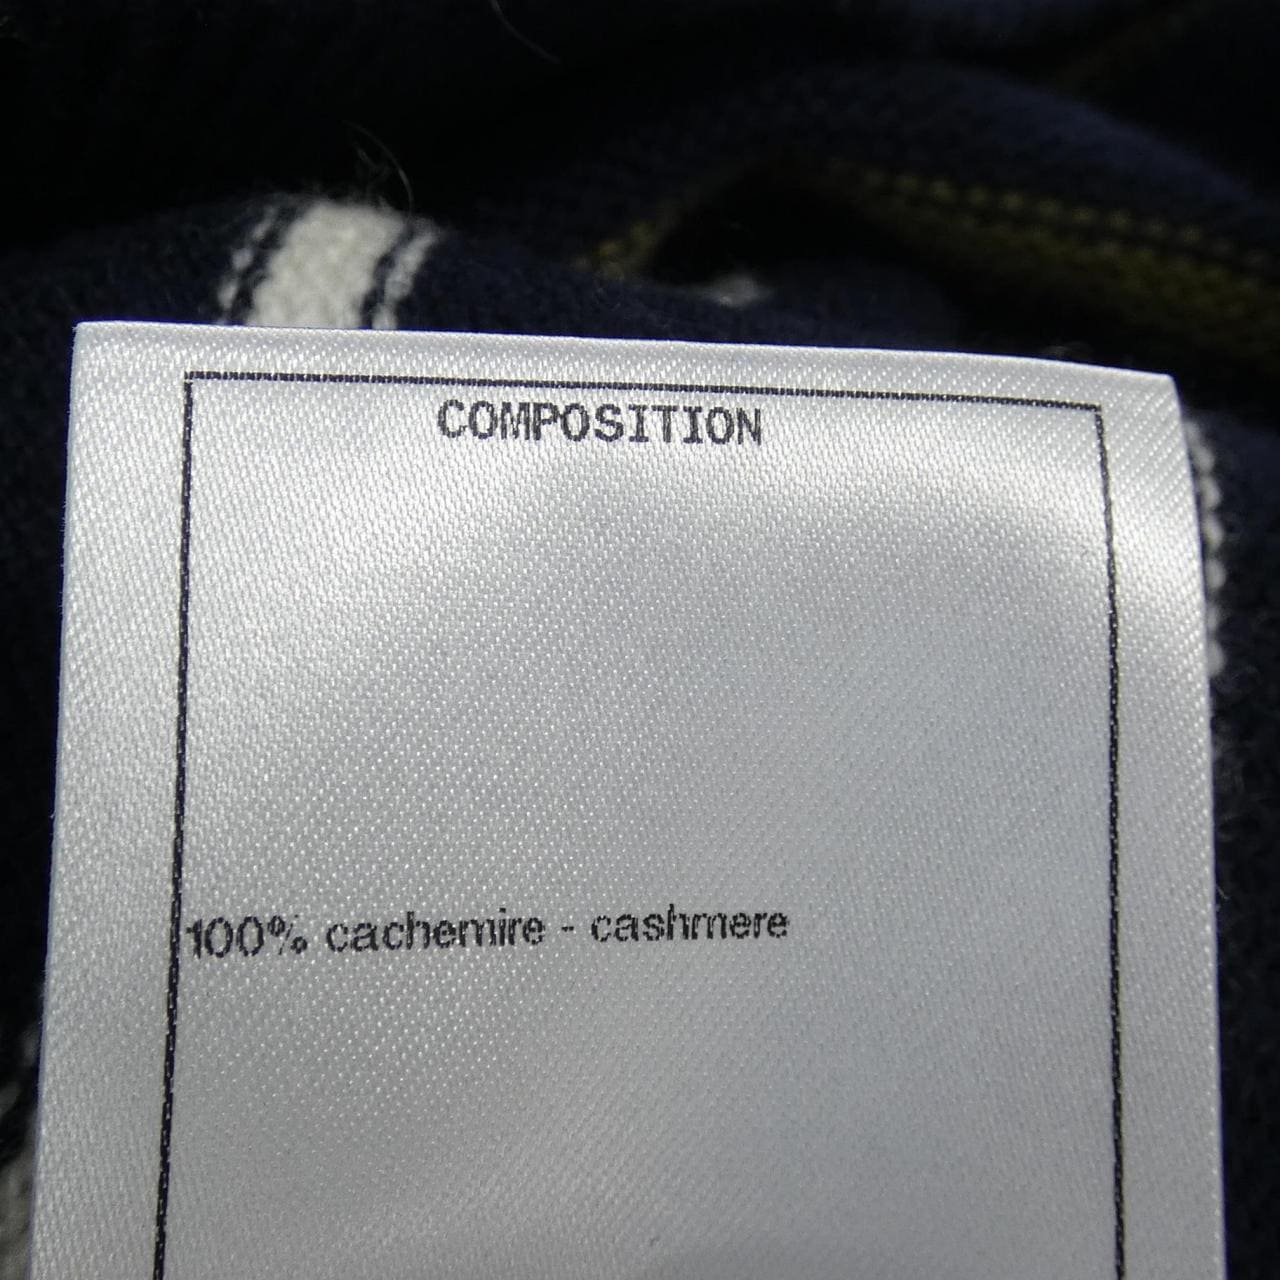 COMPOSITION
100% cachemire - cashmere